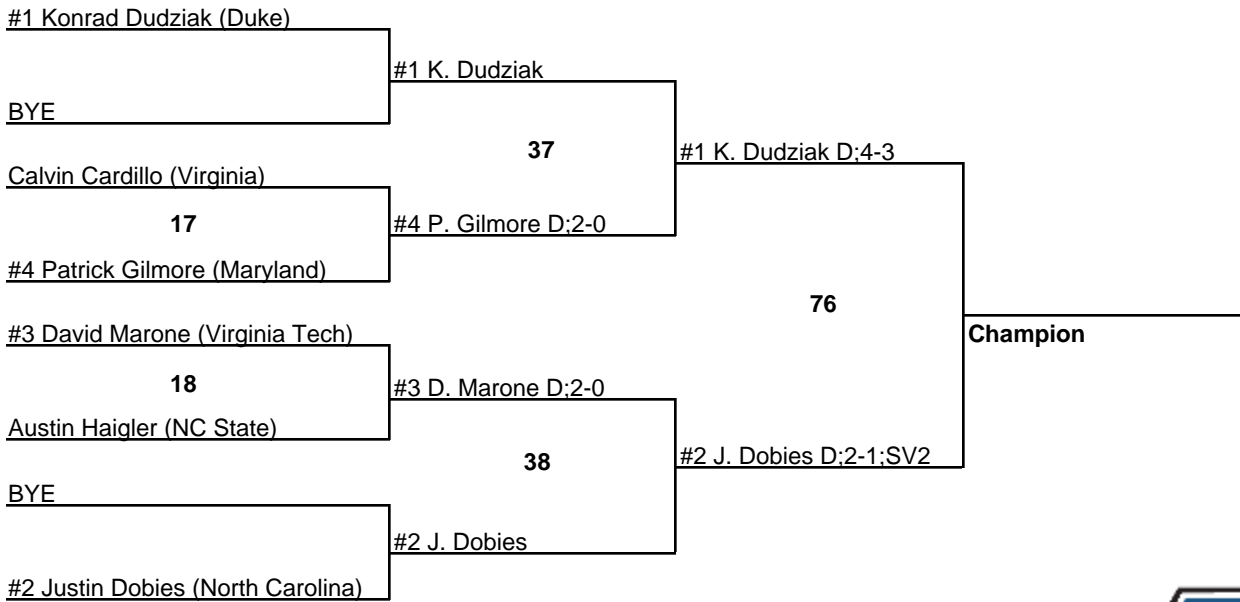 #1 Konrad Dudziak (Duke)
#1 K. Dudziak
BYE
37
#1 K. Dudziak D;4-3
Calvin Cardillo (Virginia)
17
#4 P. Gilmore D;2-0
#4 Patrick Gilmore (Maryland)
76
#3 David Marone (Virginia Tech)
Champion
18
#3 D. Marone D;2-0
Austin Haigler (NC State)
38
#2 J. Dobies D;2-1;SV2
BYE
#2 J. Dobies
#2 Justin Dobies (North Carolina)